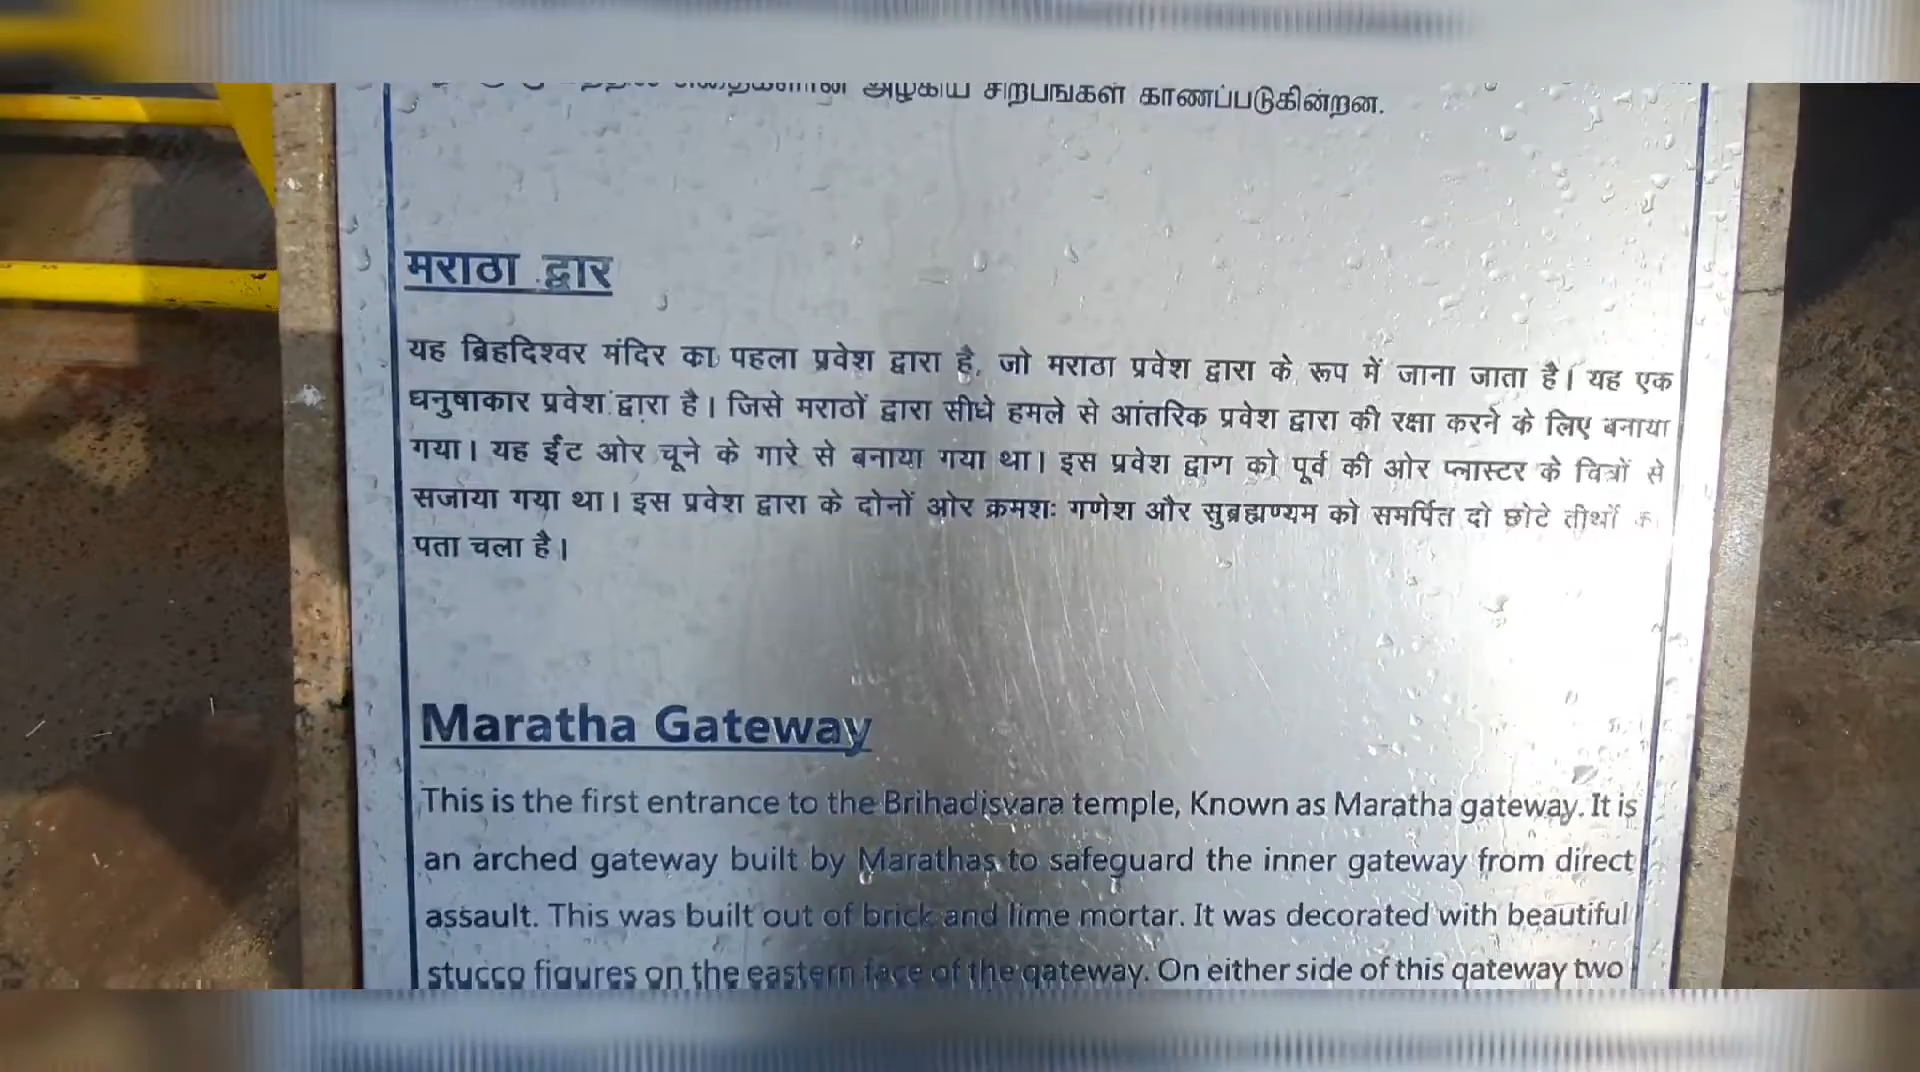 அழகிய சிற்பங்கள் காணப்படுகின்றன.
मराठा द्वार
यह ब्रिहदिश्वर मंदिर का पहला प्रवेश द्वारा है, जो मराठा प्रवेश द्वारा के रूप में जाना जाता है। यह एक
धनुषाकार प्रवेश द्वारा है। जिसे मराठों द्वारा सीधे हमले से आंतरिक प्रवेश द्वारा की रक्षा करने के लिए बनाया
गया। यह ईंट ओर चूने के गारे से बनाया गया था। इस प्रवेश द्वारा को पूर्व की ओर प्लास्टर के चित्रों से
सजाया गया था। इस प्रवेश द्वारा के दोनों ओर क्रमशः गणेश और सुब्रह्मण्यम को समर्पित दो छोटे तीर्थों
पता चला है।
Maratha Gateway
This is the first entrance to the Brihadisvara temple, Known as Maratha gateway. It is
an arched gateway built by Marathas to safeguard the inner gateway from direct
assault. This was built out of brick and lime mortar. It was decorated with beautiful
stucco figures on the eastern face of the gateway. On either side of this gateway two